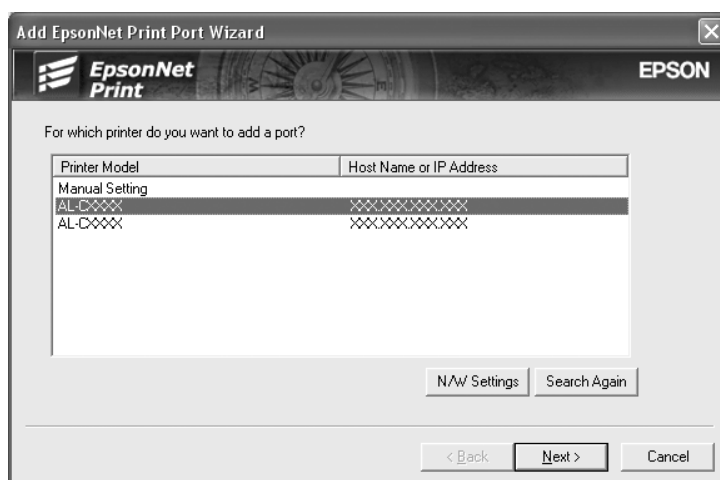 Add EpsonNet Print Port Wizard
EpsonNet
Print
EPSON
For which printer do you want to add a port?
Printer Model Host Name or IP Address
Manual Setting
AL-CXXXX XXX.XXX.XXX.XXX
AL-CXXXX XXX.XXX.XXX.XXX
N/W Settings Search Again
< Back Next > Cancel